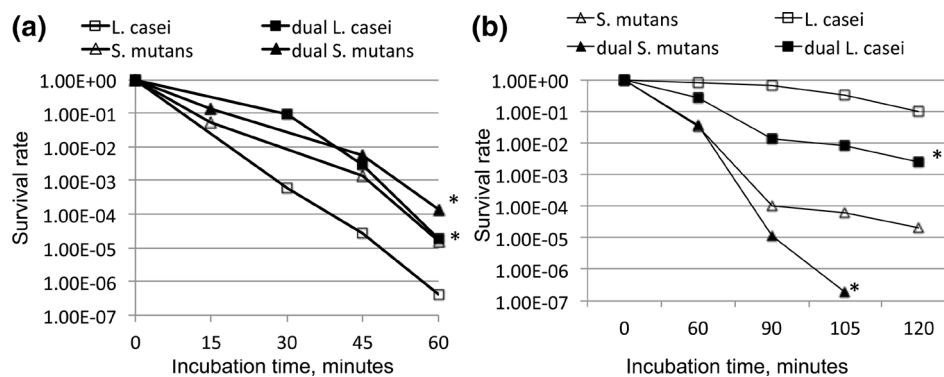 (a)
L. casei
dual L. casei
S. mutans
dual S. mutans
Survival rate
1.00E+00
1.00E-01
1.00E-02
1.00E-03
1.00E-04
1.00E-05
1.00E-06
1.00E-07
*
*
0 15 30 45 60
Incubation time, minutes
(b)
S. mutans
L. casei
dual S. mutans
dual L. casei
Survival rate
1.00E+00
1.00E-01
1.00E-02
1.00E-03
1.00E-04
1.00E-05
1.00E-06
1.00E-07
*
*
0 60 90 105 120
Incubation time, minutes